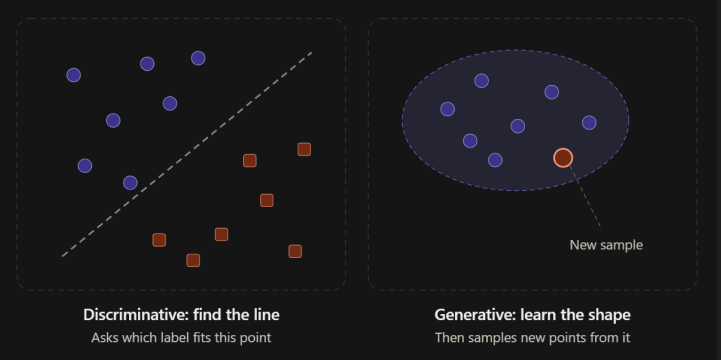 New sample
Discriminative: find the line
Asks which label fits this point
Generative: learn the shape
Then samples new points from it